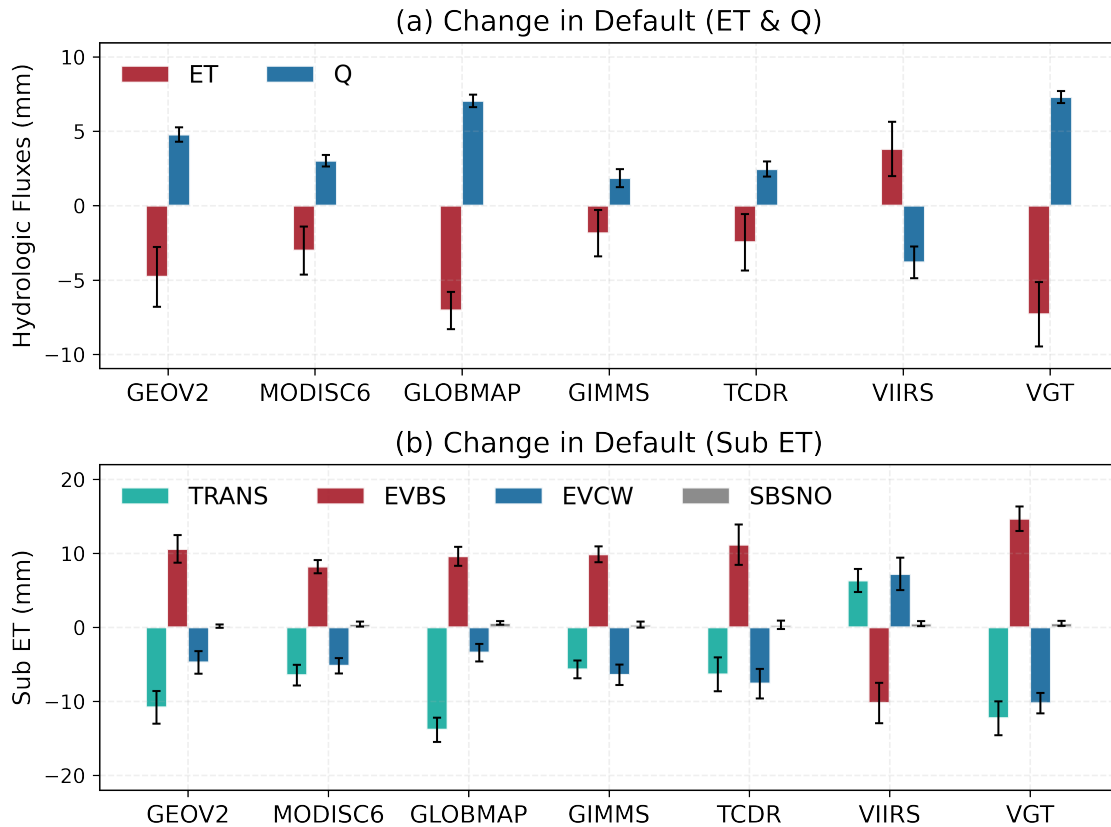 (a) Change in Default (ET & Q)
Hydrologic Fluxes (mm)
10
5
0
−5
−10
ET Q
GEOV2 MODISC6 GLOBMAP GIMMS TCDR VIIRS VGT
(b) Change in Default (Sub ET)
Sub ET (mm)
20
10
0
−10
−20
TRANS EVBS EVCW SBSNO
GEOV2 MODISC6 GLOBMAP GIMMS TCDR VIIRS VGT